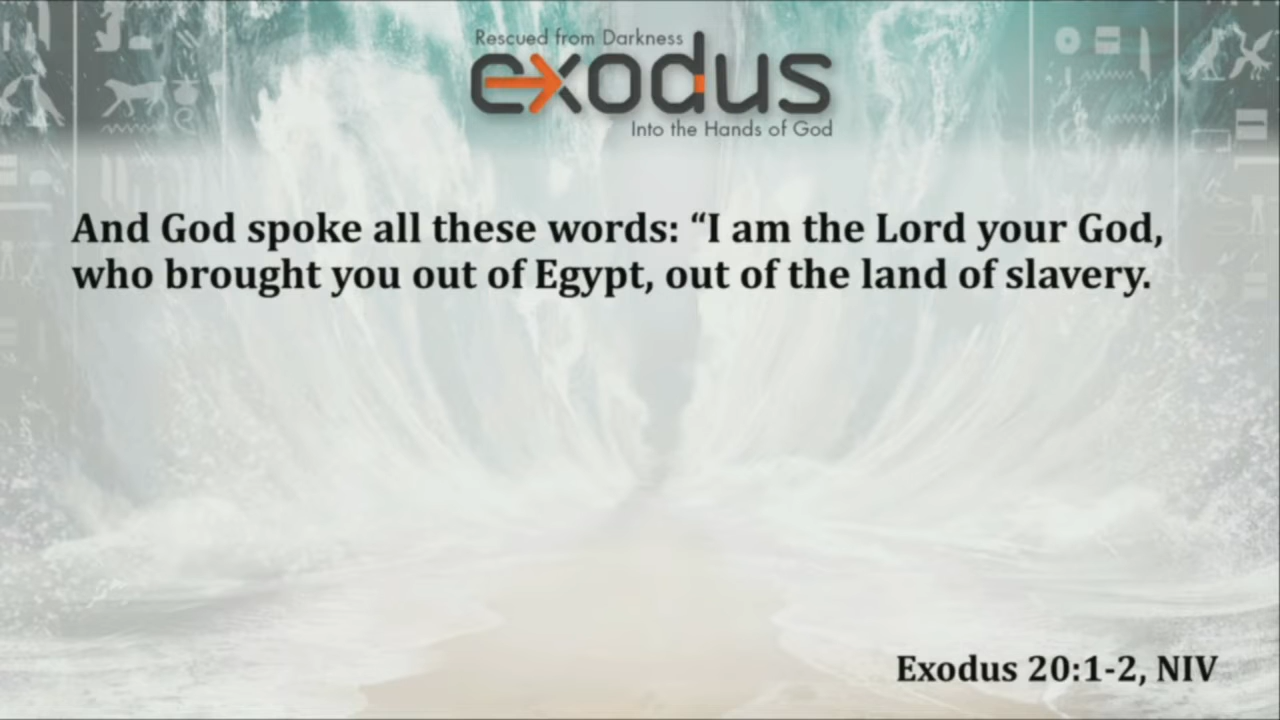 Rescued from Darkness
exodus
Into the Hands of God
And God spoke all these words: “I am the Lord your God,
who brought you out of Egypt, out of the land of slavery.
Exodus 20:1-2, NIV